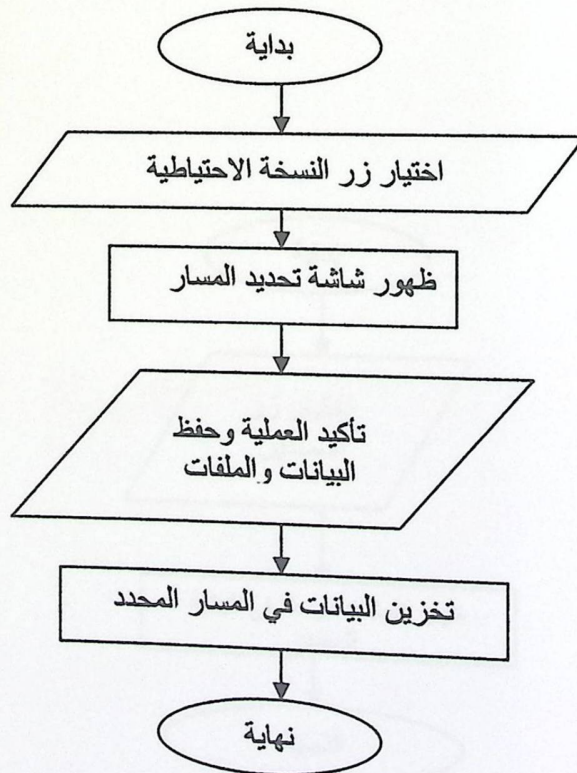 بداية
اختيار زر النسخة الاحتياطية
ظهور شاشة تحديد المسار
تأكيد العملية وحفظ
البيانات والملفات
تخزين البيانات في المسار المحدد
نهاية